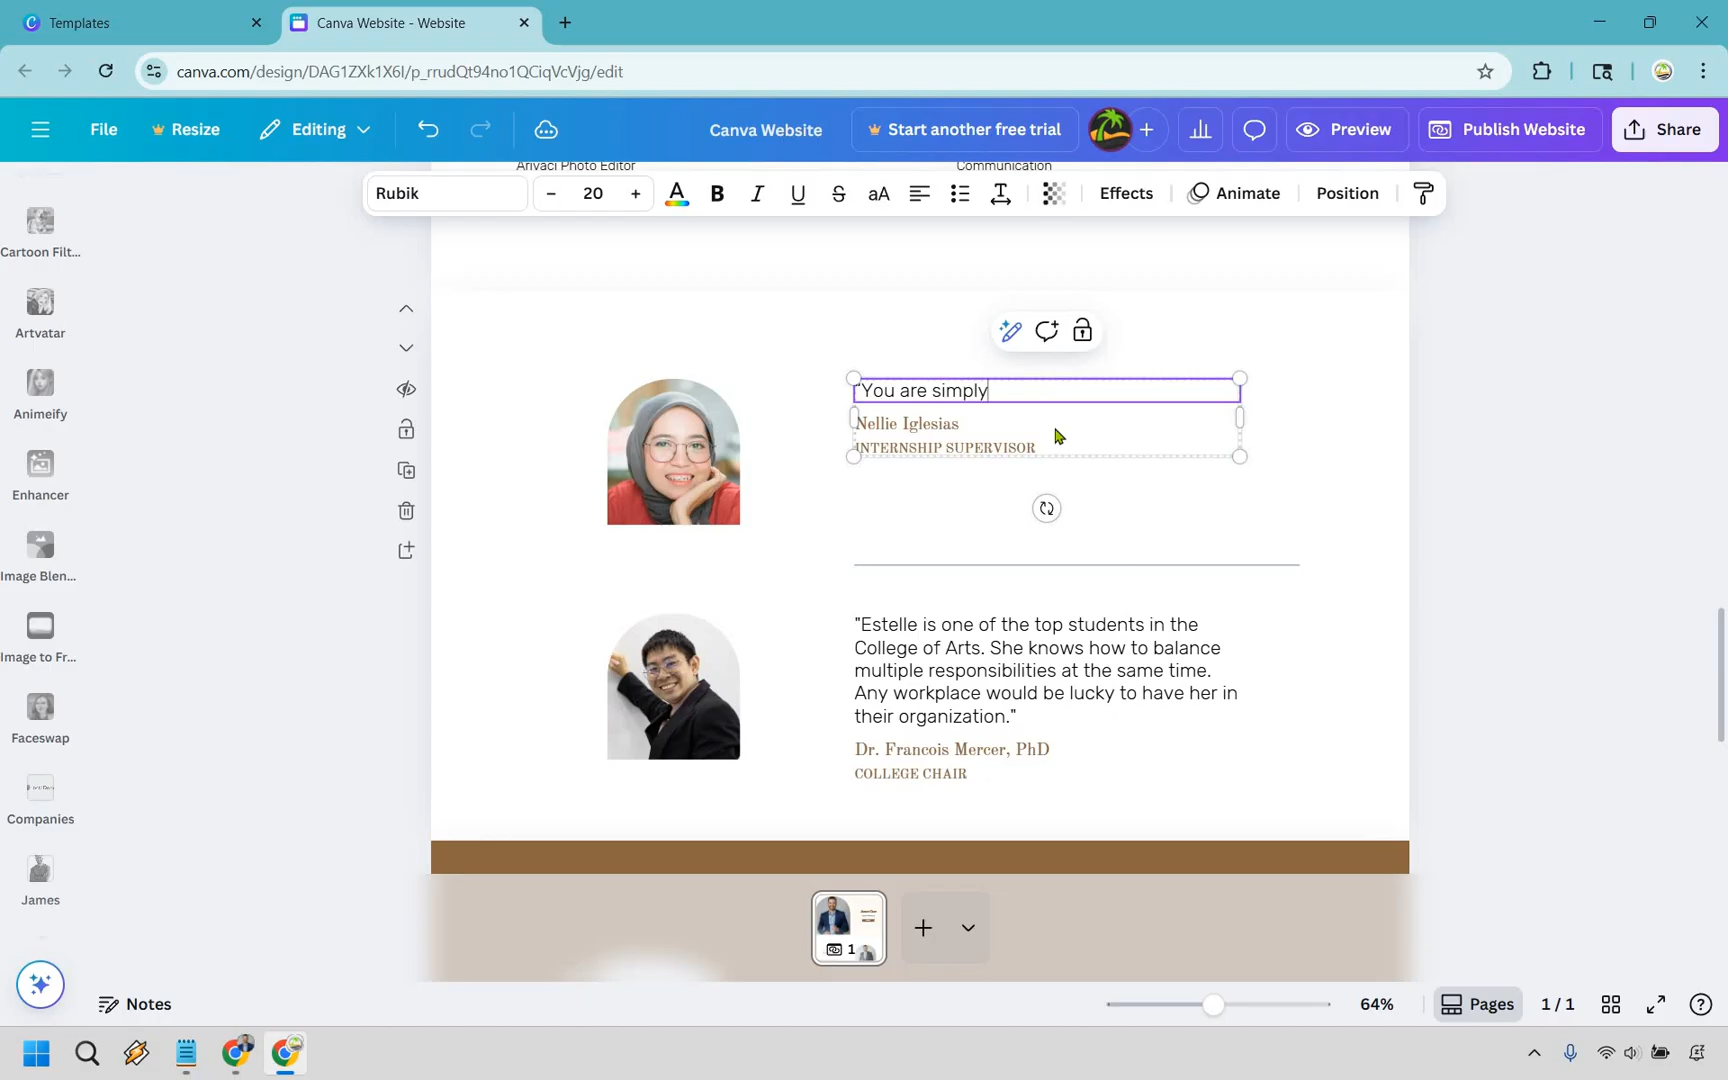 Templates
Canva Website - Website
canva.com/design/DAG1ZXk1X6I/p_rrudQt94no1QCiqVcVjg/edit
File
Resize
Editing
Canva Website
Start another free trial
Preview
Publish Website
Share
Arivaci Photo Editor
Communication
Rubik
20
aA
Effects
Animate
Position
Cartoon Filt...
Artvatar
Animeify
Enhancer
Image Blen...
Image to Fr...
Faceswap
Companies
James
"You are simply
Nellie Iglesias
INTERNSHIP SUPERVISOR
"Estelle is one of the top students in the
College of Arts. She knows how to balance
multiple responsibilities at the same time.
Any workplace would be lucky to have her in
their organization."
Dr. Francois Mercer, PhD
COLLEGE CHAIR
1
Notes
64%
Pages
1 / 1